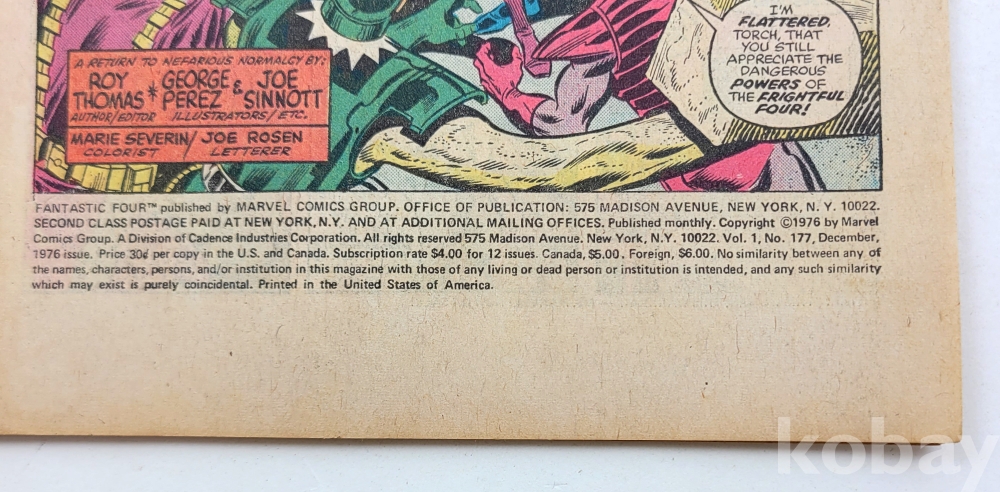 I'M
FLATTERED,
TORCH, THAT
YOU STILL
APPRECIATE THE
DANGEROUS
POWERS OF
THE FRIGHTFUL
FOUR!
A RETURN TO NEFARIOUS NORMALCY BY:
ROY THOMAS* GEORGE PEREZ & JOE SINNOTT
AUTHOR/EDITOR ILLUSTRATORS/ETC.
MARIE SEVERIN / JOE ROSEN
COLORIST LETTERER
FANTASTIC FOUR™ published by MARVEL COMICS GROUP. OFFICE OF PUBLICATION: 575 MADISON AVENUE, NEW YORK, N. Y. 10022.
SECOND CLASS POSTAGE PAID AT NEW YORK, N.Y. AND AT ADDITIONAL MAILING OFFICES. Published monthly. Copyright ©1976 by Marvel
Comics Group. A Division of Cadence Industries Corporation. All rights reserved 575 Madison Avenue. New York, N.Y. 10022. Vol. 1, No. 177, December,
1976 issue. Price 30¢ per copy in the U.S. and Canada. Subscription rate $4.00 for 12 issues. Canada, $5.00. Foreign, $6.00. No similarity between any of
the names, characters, persons, and/or institution in this magazine with those of any living or dead person or institution is intended, and any such similarity
which may exist is purely coincidental. Printed in the United States of America.
kobay